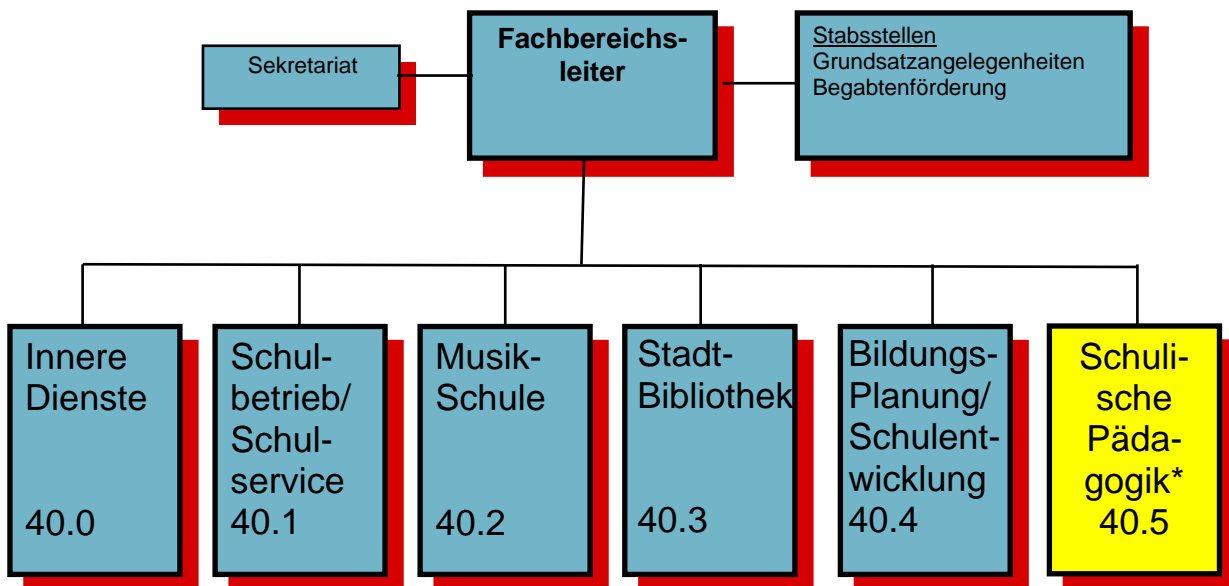 Sekretariat
Fachbereichs-
leiter
Stabsstellen
Grundsatzangelegenheiten
Begabtenförderung
Innere
Dienste
40.0
Schul-
betrieb/
Schul-
service
40.1
Musik-
Schule
40.2
Stadt-
Bibliothek
40.3
Bildungs-
Planung/
Schulent-
wicklung
40.4
Schuli-
sche
Päda-
gogik*
40.5